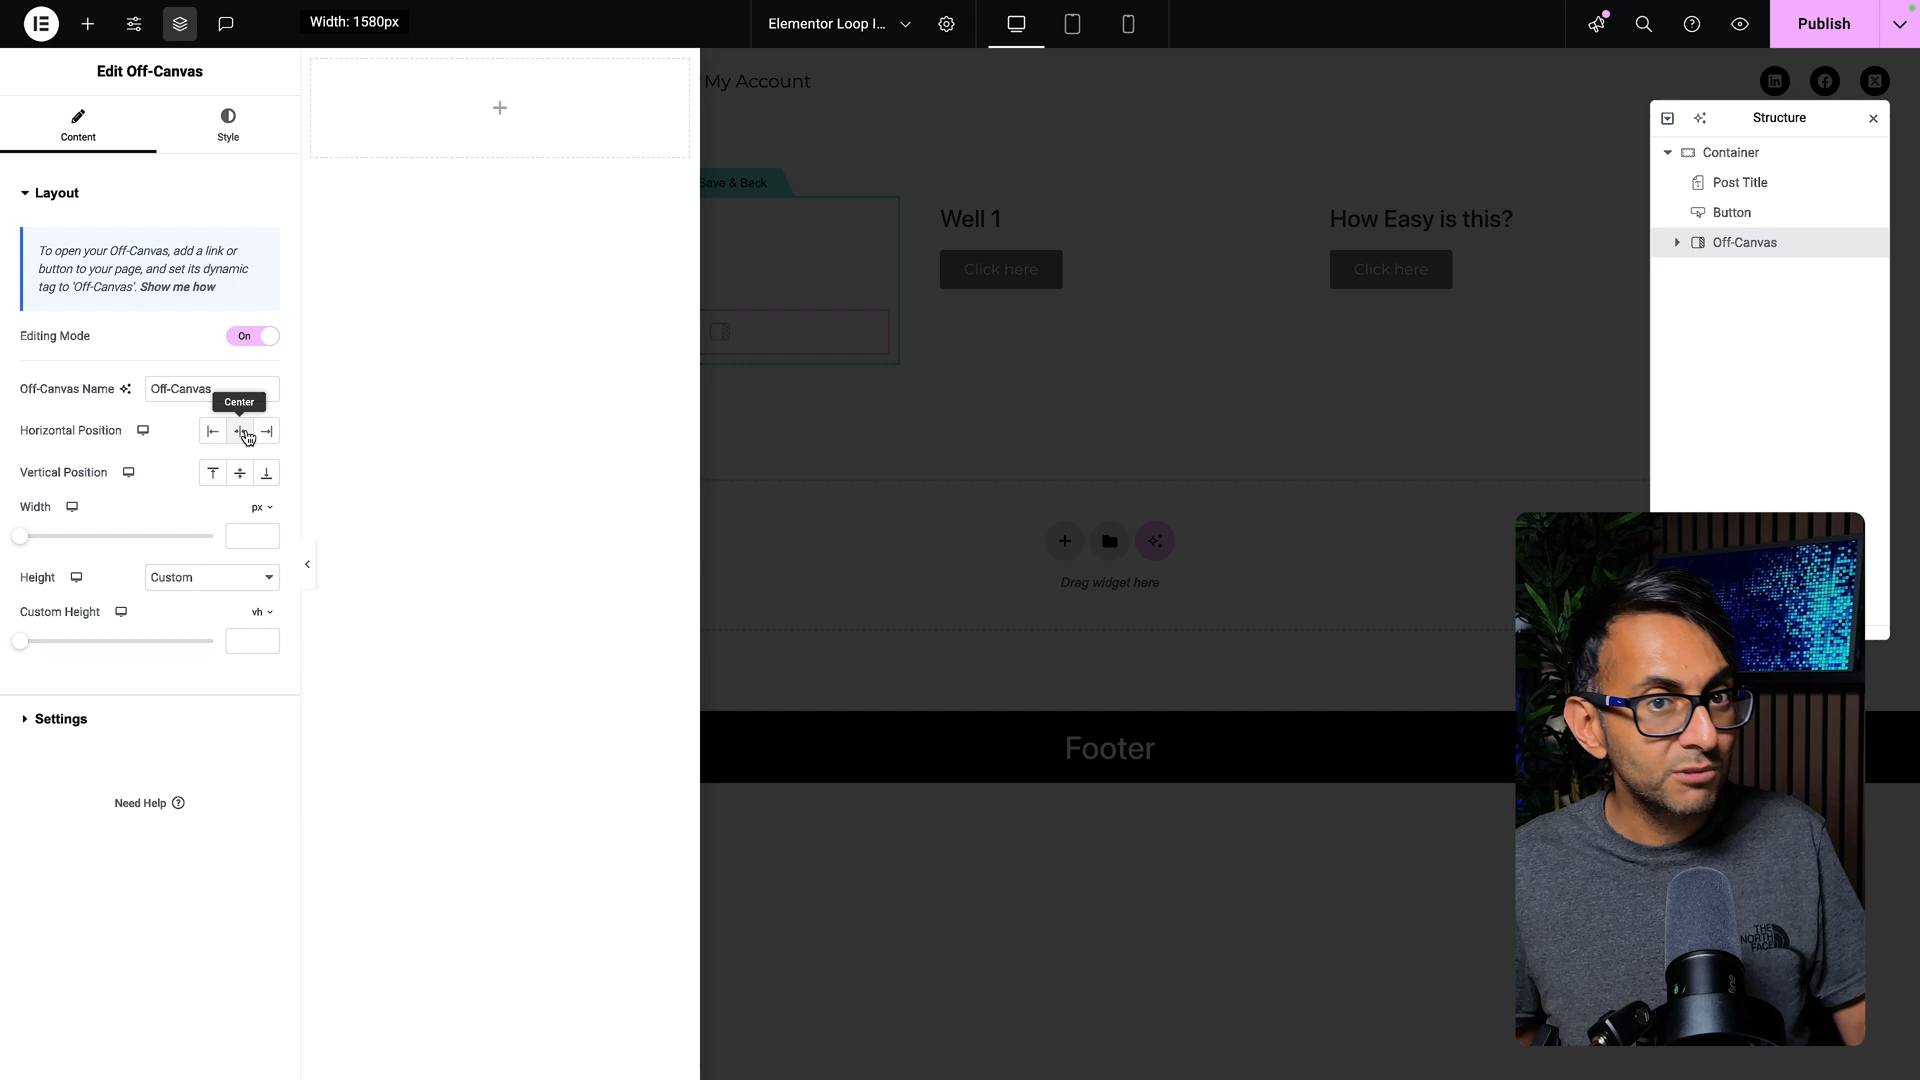 Width: 1580px
Elementor Loop I...
Publish
Edit Off-Canvas
Content
Style
Layout
To open your Off-Canvas, add a link or
button to your page, and set its dynamic
tag to 'Off-Canvas'. Show me how
Editing Mode
On
Off-Canvas Name
Off-Canvas
Center
Horizontal Position
Vertical Position
Width
px
Height
Custom
Custom Height
vh
Settings
Need Help
My Account
Save & Back
Well 1
Click here
How Easy is this?
Click here
Drag widget here
Footer
Structure
Container
Post Title
Button
Off-Canvas
THE
NORTH
FACE